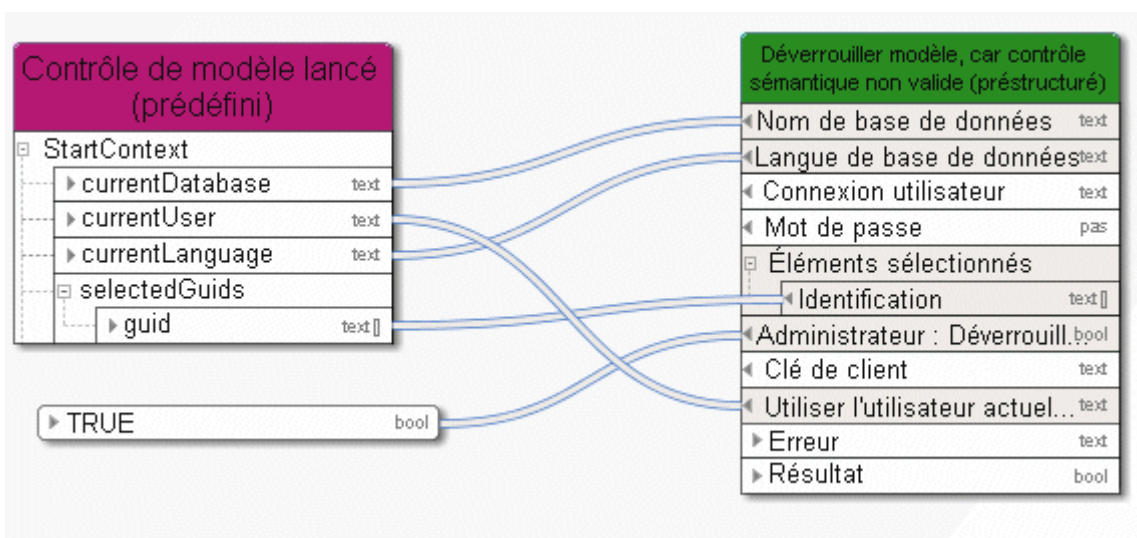 Contrôle de modèle lancé
(prédéfini)
StartContext
currentDatabase text
currentUser text
currentLanguage text
selectedGuids
guid text[]
TRUE bool
Déverrouiller modèle, car contrôle
sémantique non valide (préstructuré)
Nom de base de données text
Langue de base de données text
Connexion utilisateur text
Mot de passe pas
Éléments sélectionnés
Identification text[]
Administrateur : Déverrouill... bool
Clé de client text
Utiliser l'utilisateur actuel... text
Erreur text
Résultat bool